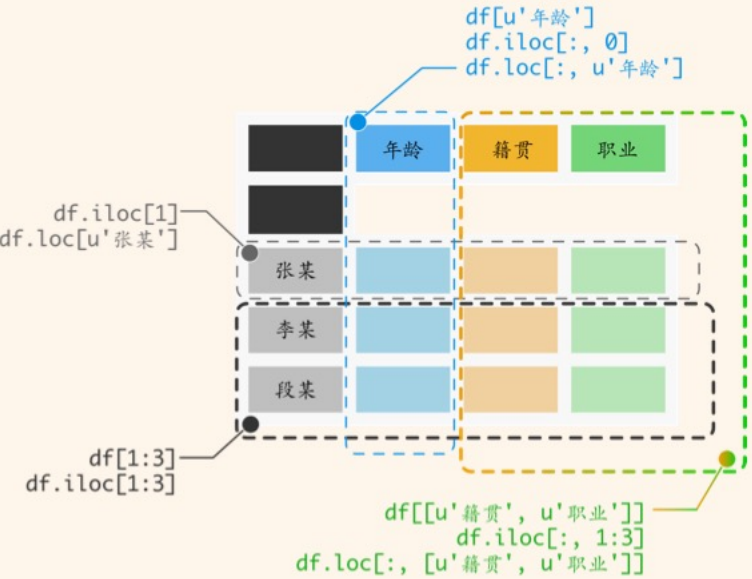 df[u'年龄']
df.iloc[:, 0]
df.loc[:, u'年龄']
年龄 籍贯 职业
df.iloc[1]
df.loc[u'张某']
张某
李某
段某
df[1:3]
df.iloc[1:3]
df[[u'籍贯', u'职业']]
df.iloc[:, 1:3]
df.loc[:, [u'籍贯', u'职业']]